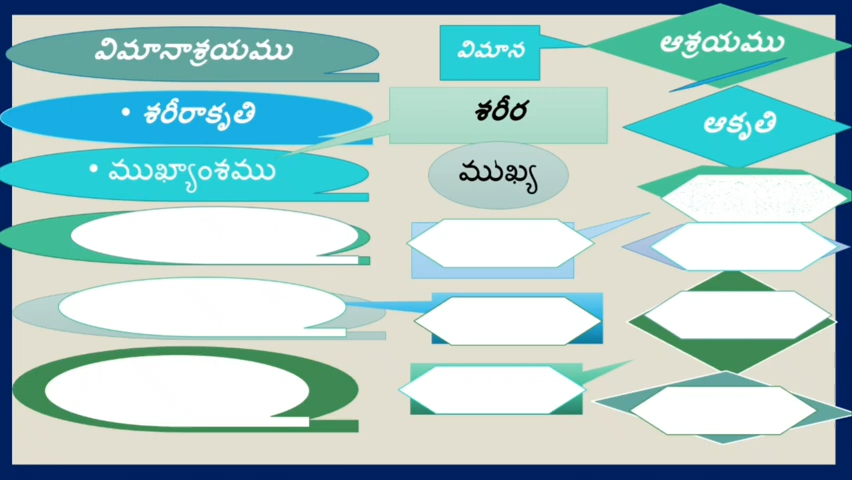 విమానాశ్రయము విమాన ఆశ్రయము
• శరీరాకృతి శరీర ఆకృతి
• ముఖ్యాంశము ముఖ్య